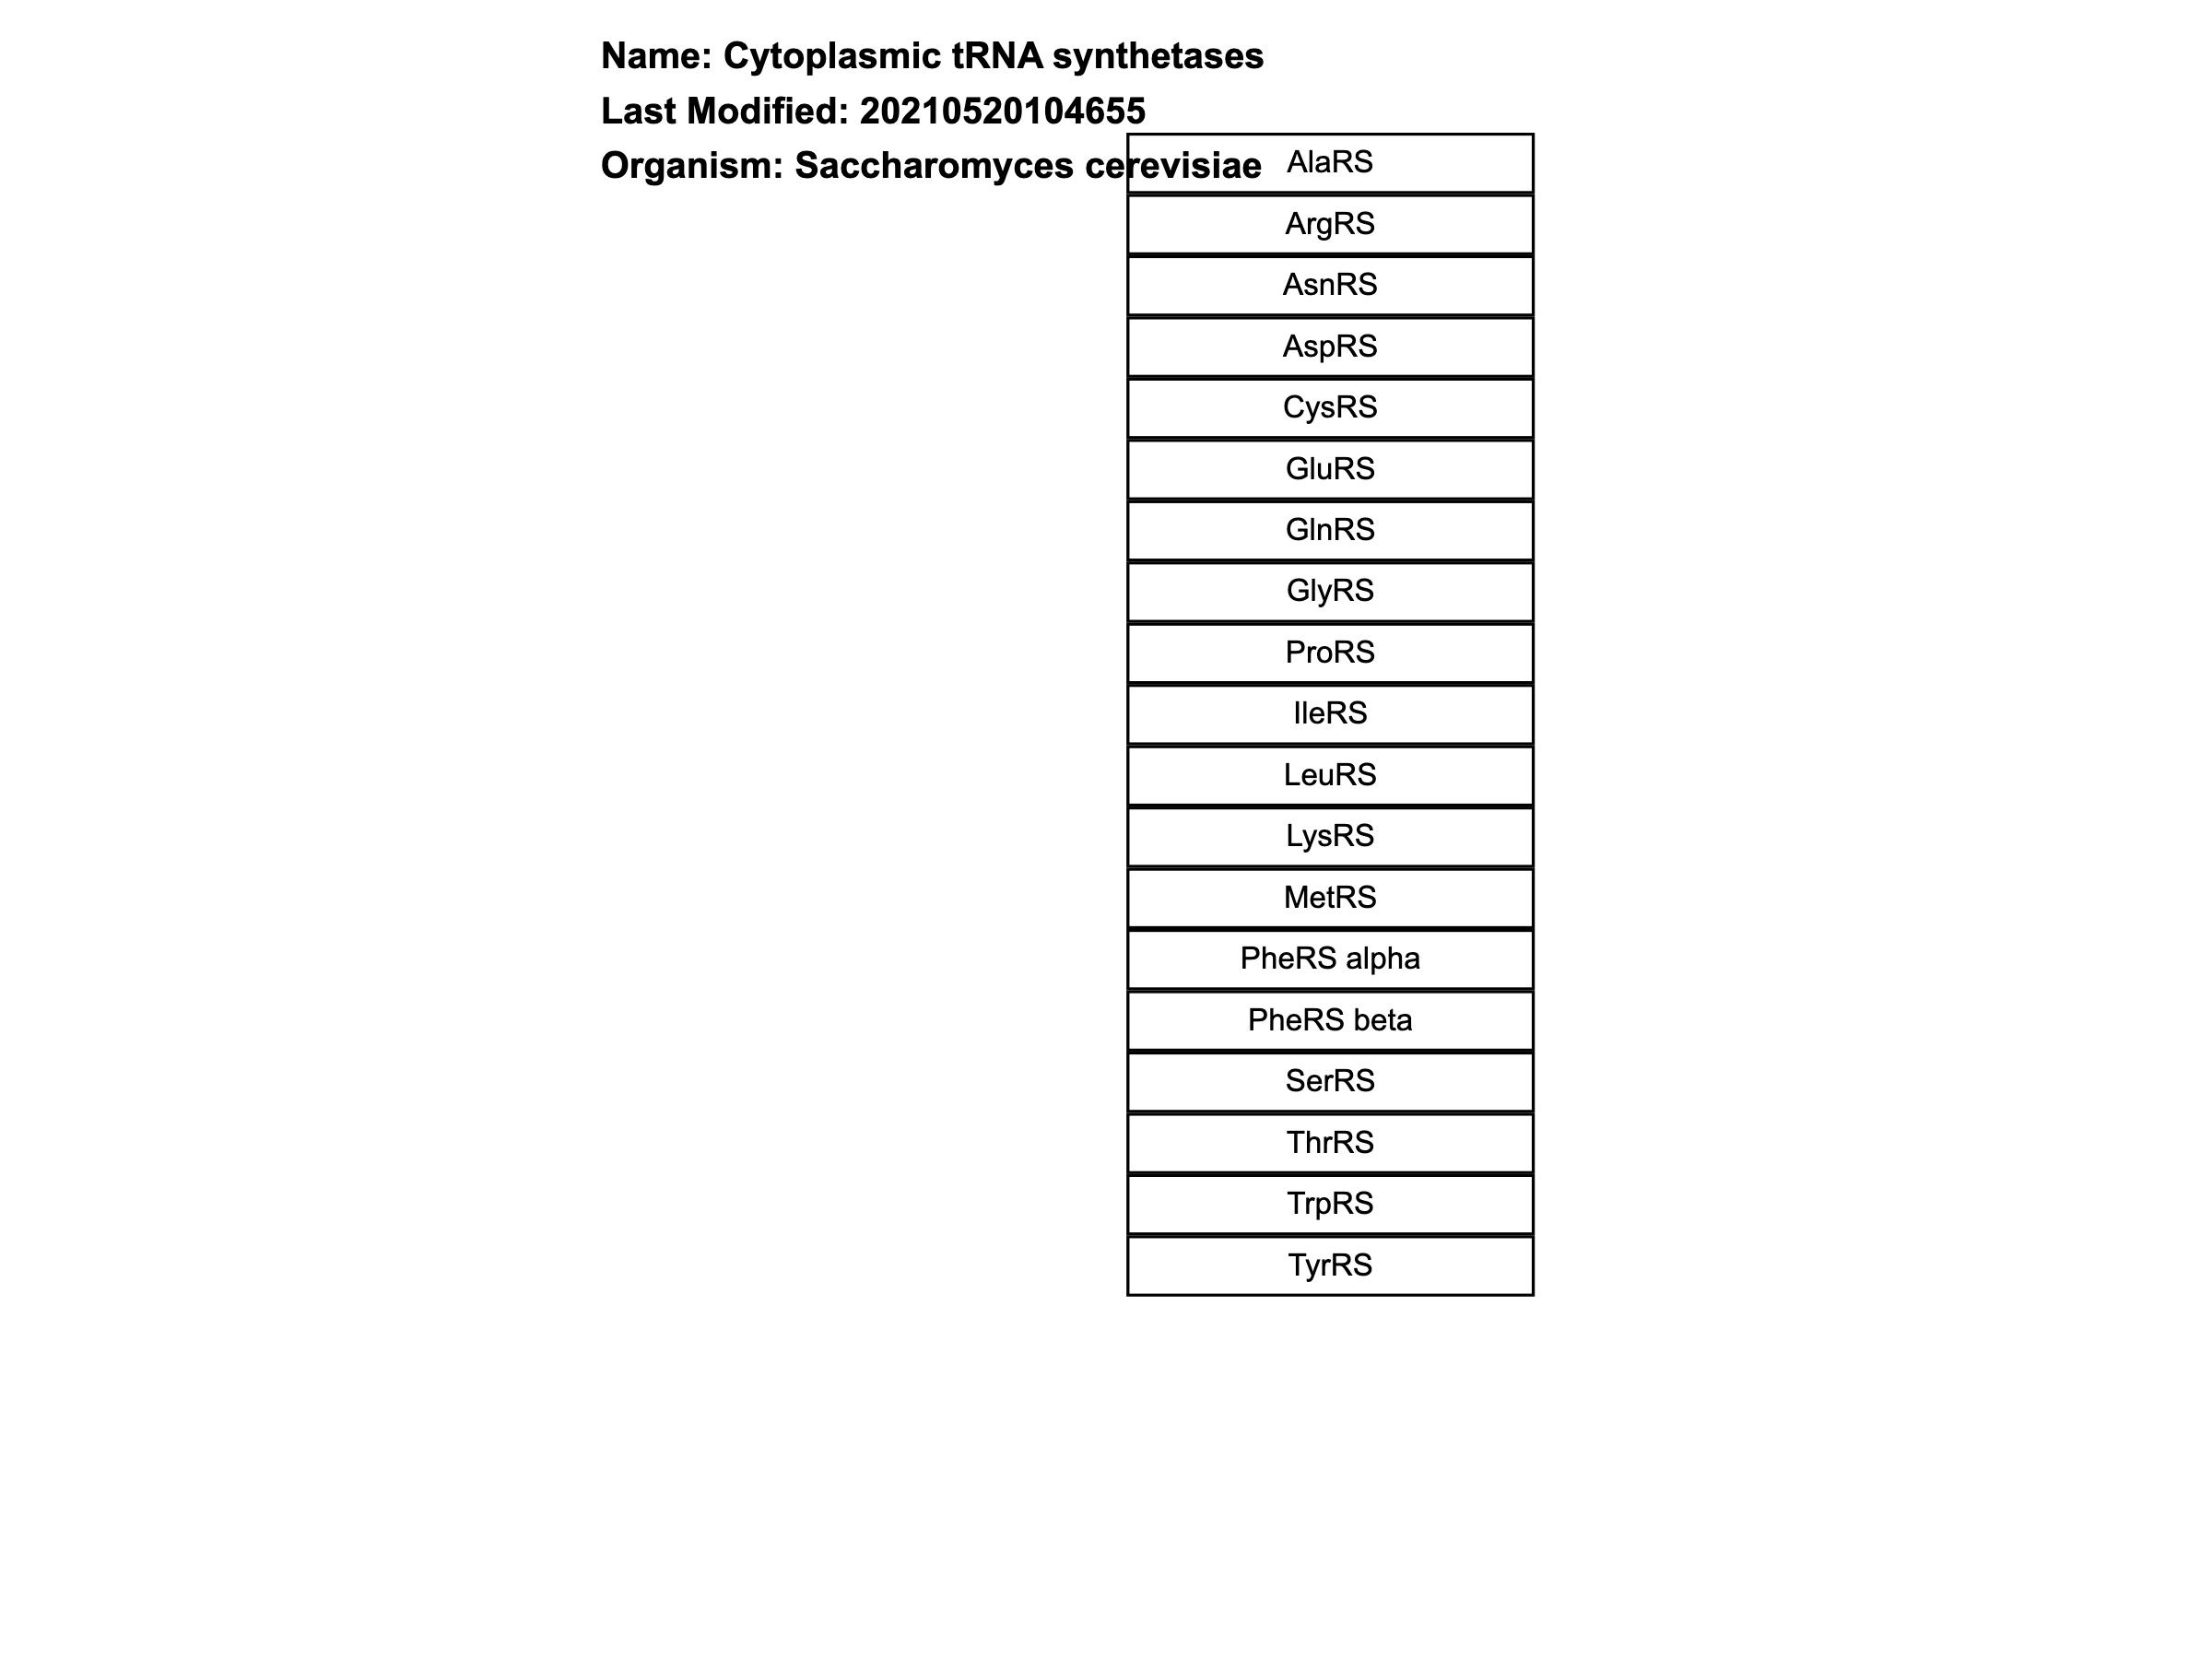 Name: Cytoplasmic tRNA synthetases
Last Modified: 20210520104655
Organism: Saccharomyces cerevisiae
AlaRS
ArgRS
AsnRS
AspRS
CysRS
GluRS
GlnRS
GlyRS
ProRS
IleRS
LeuRS
LysRS
MetRS
PheRS alpha
PheRS beta
SerRS
ThrRS
TrpRS
TyrRS